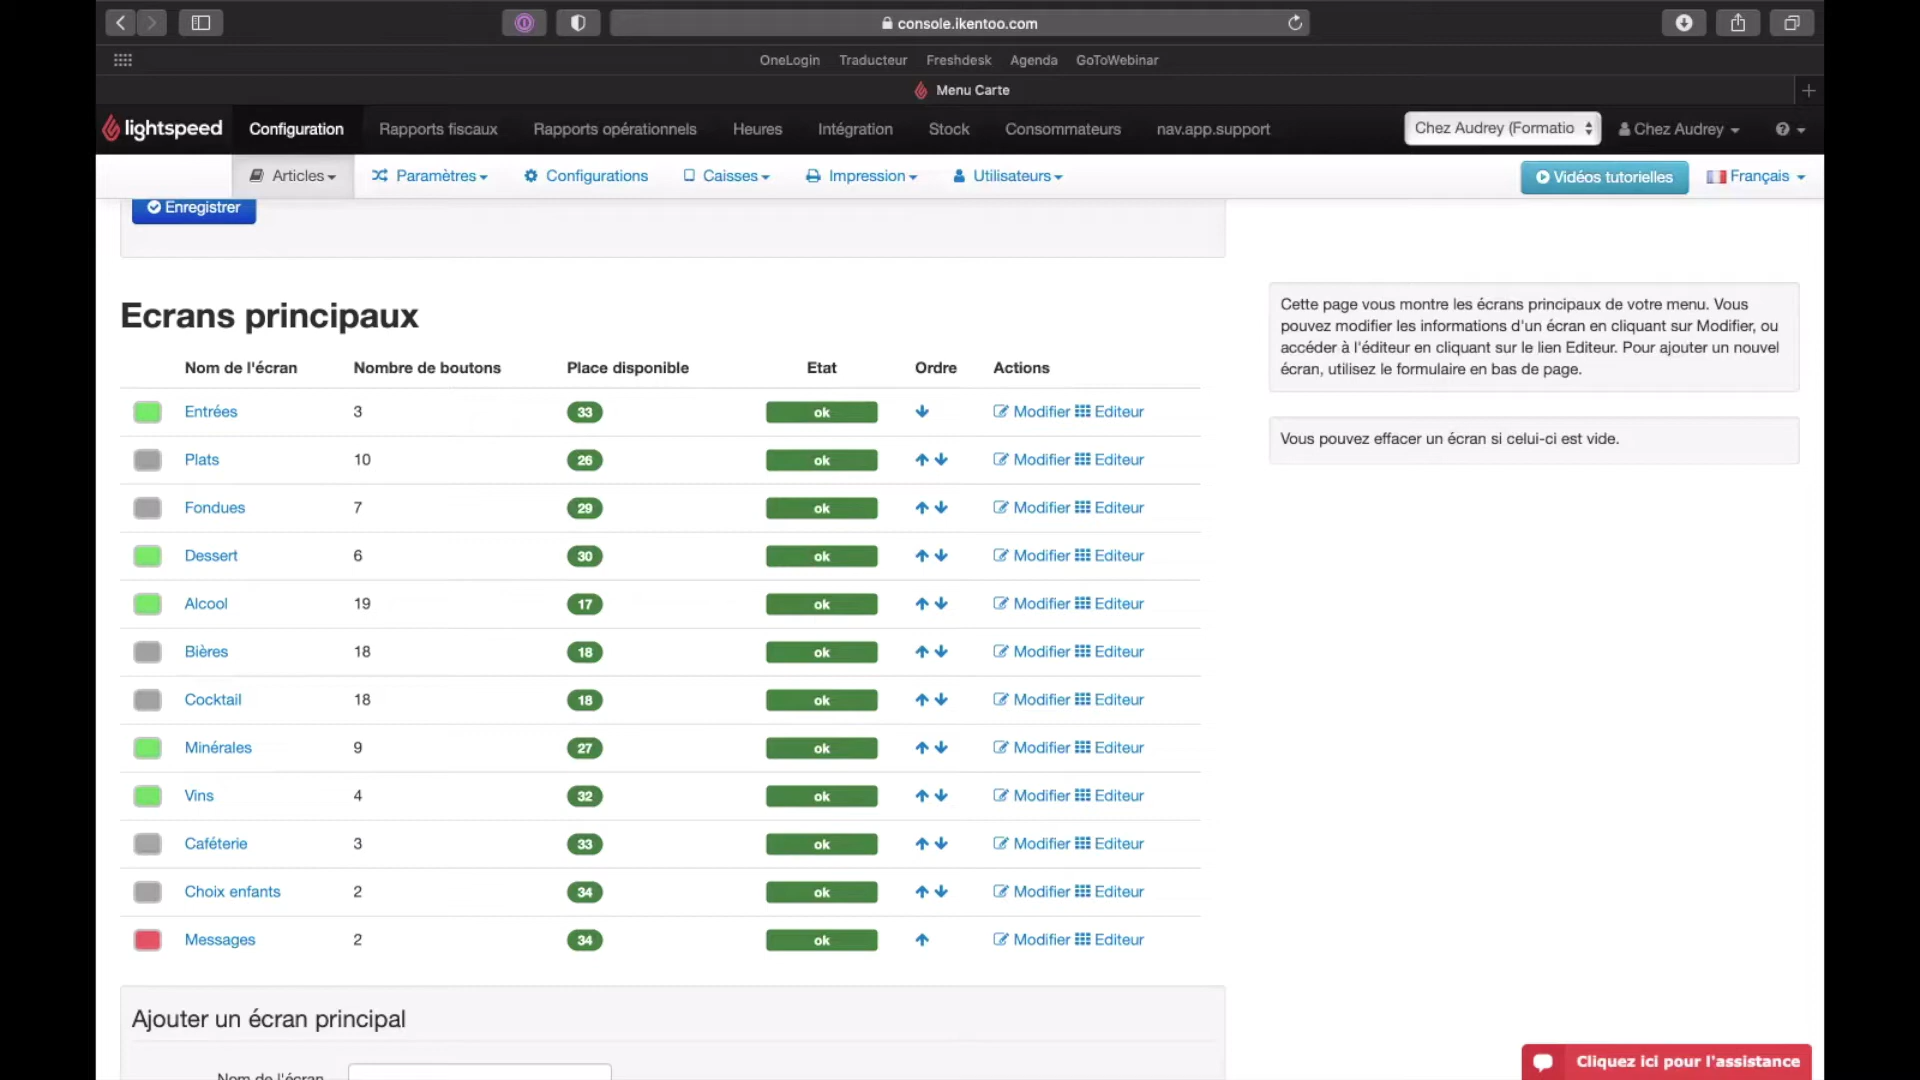 console.ikentoo.com
OneLogin Traducteur Freshdesk Agenda GoToWebinar
Menu Carte
lightspeed Configuration Rapports fiscaux Rapports opérationnels Heures Intégration Stock Consommateurs nav.app.support Chez Audrey (Formatio Chez Audrey
Articles Paramètres Configurations Caisses Impression Utilisateurs Vidéos tutorielles Français
Enregistrer
Ecrans principaux
Nom de l'écran Nombre de boutons Place disponible Etat Ordre Actions
Entrées 3 33 ok Modifier Editeur
Plats 10 26 ok Modifier Editeur
Fondues 7 29 ok Modifier Editeur
Dessert 6 30 ok Modifier Editeur
Alcool 19 17 ok Modifier Editeur
Bières 18 18 ok Modifier Editeur
Cocktail 18 18 ok Modifier Editeur
Minérales 9 27 ok Modifier Editeur
Vins 4 32 ok Modifier Editeur
Caféterie 3 33 ok Modifier Editeur
Choix enfants 2 34 ok Modifier Editeur
Messages 2 34 ok Modifier Editeur
Cette page vous montre les écrans principaux de votre menu. Vous
pouvez modifier les informations d'un écran en cliquant sur Modifier, ou
accéder à l'éditeur en cliquant sur le lien Editeur. Pour ajouter un nouvel
écran, utilisez le formulaire en bas de page.
Vous pouvez effacer un écran si celui-ci est vide.
Ajouter un écran principal
Nom de l'écran
Cliquez ici pour l'assistance